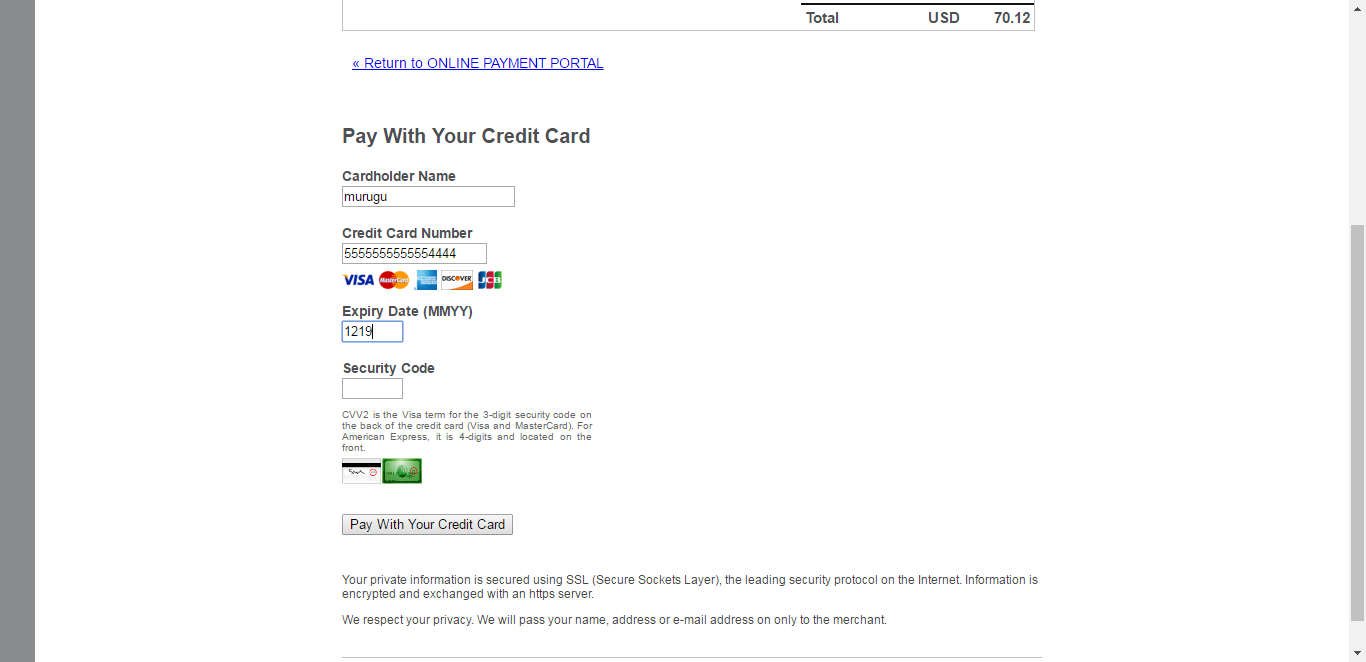 Total USD 70.12
« Return to ONLINE PAYMENT PORTAL
Pay With Your Credit Card
Cardholder Name
murugu
Credit Card Number
5555555555554444
VISA MasterCard DISCOVER JCB
Expiry Date (MMYY)
1219
Security Code
CVV2 is the Visa term for the 3-digit security code on
the back of the credit card (Visa and MasterCard). For
American Express, it is 4-digits and located on the
front.
Pay With Your Credit Card
Your private information is secured using SSL (Secure Sockets Layer), the leading security protocol on the Internet. Information is
encrypted and exchanged with an https server.
We respect your privacy. We will pass your name, address or e-mail address on only to the merchant.